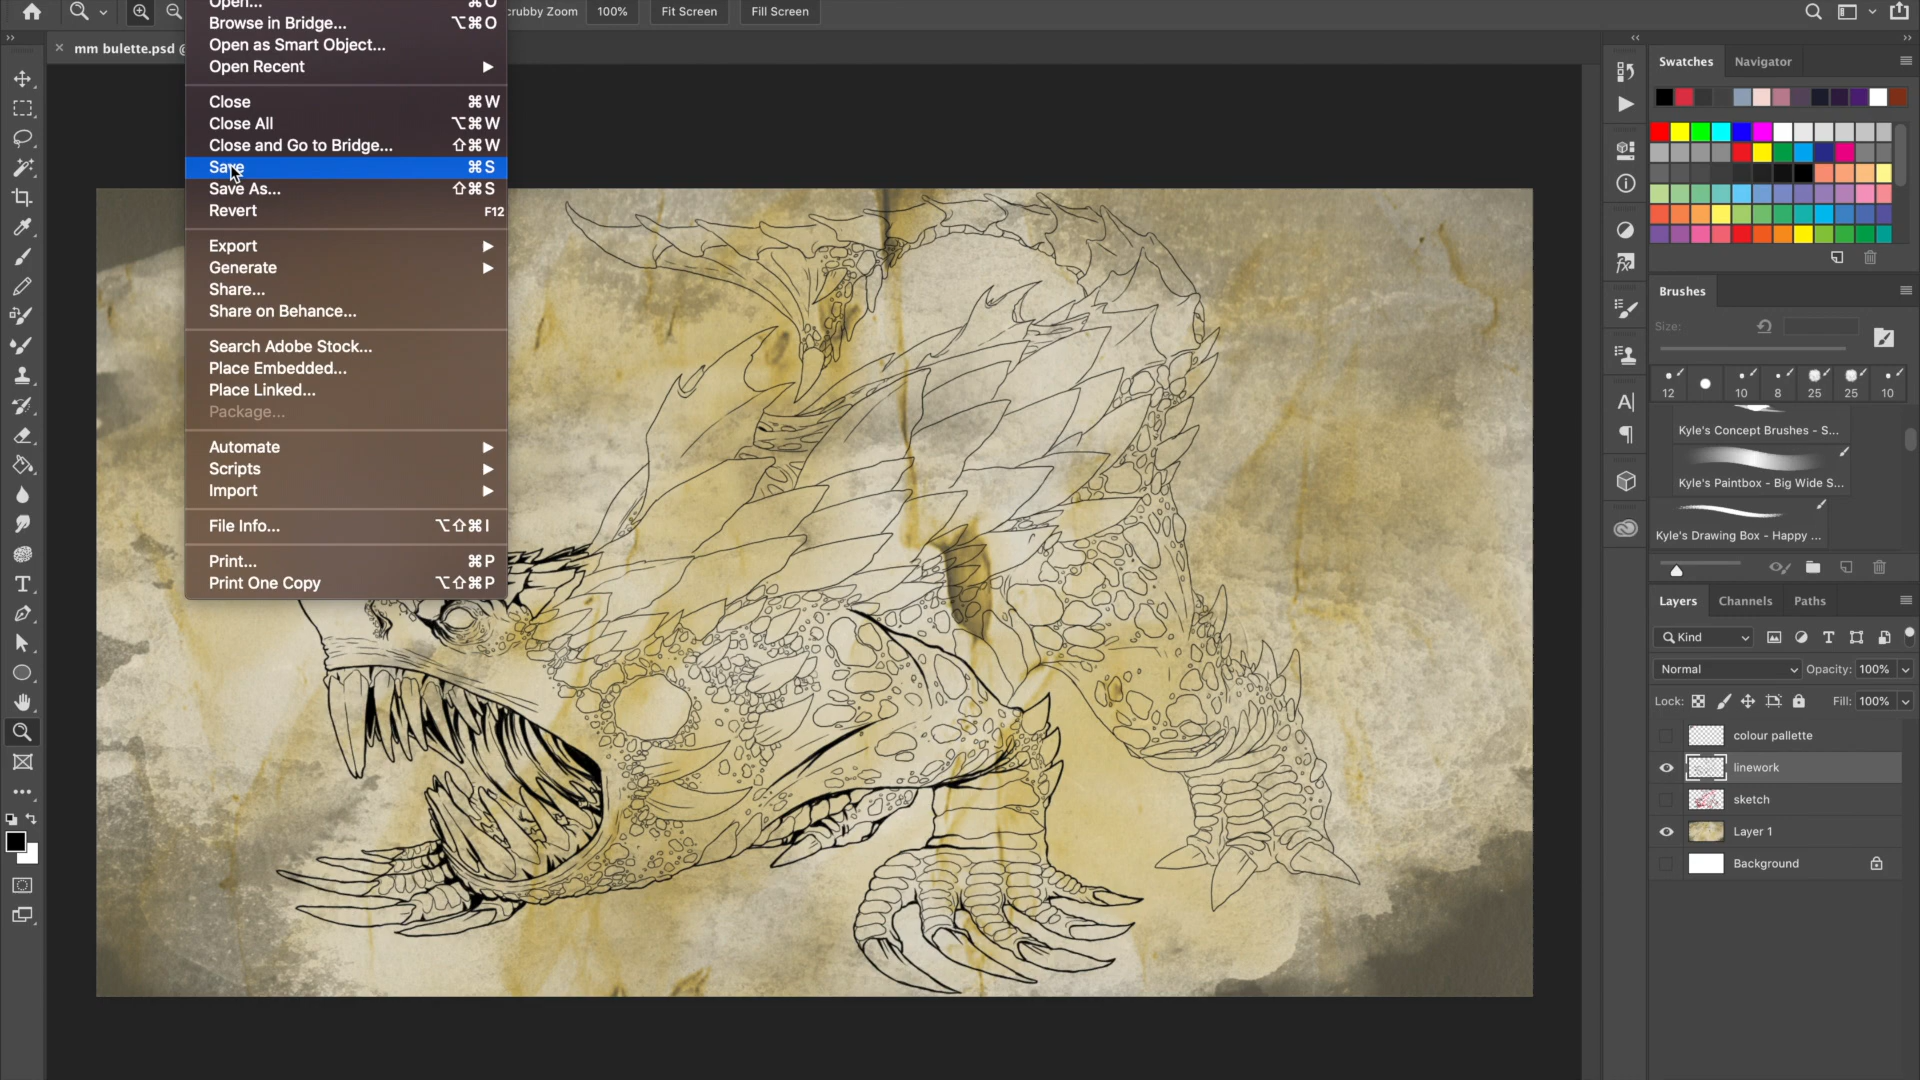 Open... ⌘O
Scrubby Zoom 100% Fit Screen Fill Screen
Browse in Bridge... ⌥⌘O
Open as Smart Object...
Open Recent
mm bulette.psd @
Close ⌘W
Close All ⌥⌘W
Close and Go to Bridge... ⇧⌘W
Save ⌘S
Save As... ⇧⌘S
Revert F12
Export
Generate
Share...
Share on Behance...
Search Adobe Stock...
Place Embedded...
Place Linked...
Package...
Automate
Scripts
Import
File Info... ⌥⇧⌘I
Print... ⌘P
Print One Copy ⌥⇧⌘P
Swatches Navigator
Brushes
Size:
12 10 8 25 25 10
Kyle's Concept Brushes - S...
Kyle's Paintbox - Big Wide S...
Kyle's Drawing Box - Happy ...
Layers Channels Paths
Kind
Normal Opacity: 100%
Lock: Fill: 100%
colour pallette
linework
sketch
Layer 1
Background